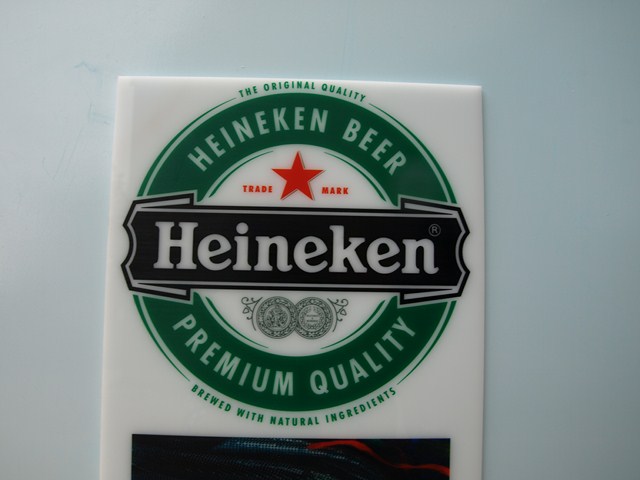 THE ORIGINAL QUALITY
HEINEKEN BEER
TRADE MARK
Heineken®
PREMIUM QUALITY
BREWED WITH NATURAL INGREDIENTS